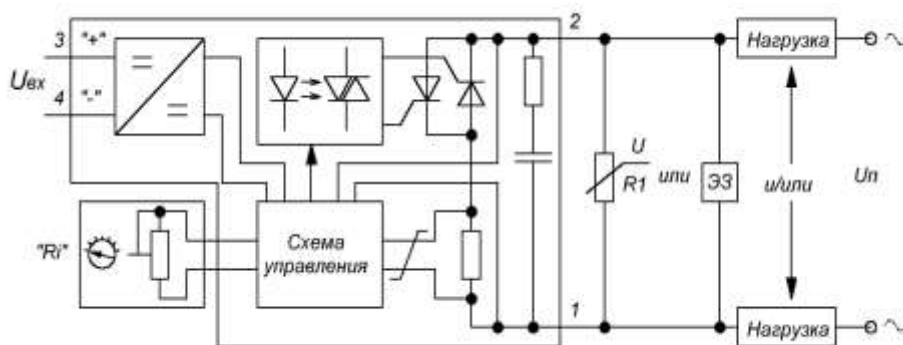 3 "+"
2
Нагрузка
Uвх
4 "-"
U
R1
или
ЭЗ
и/или
Uп
"Ri"
Схема
управления
1
Нагрузка